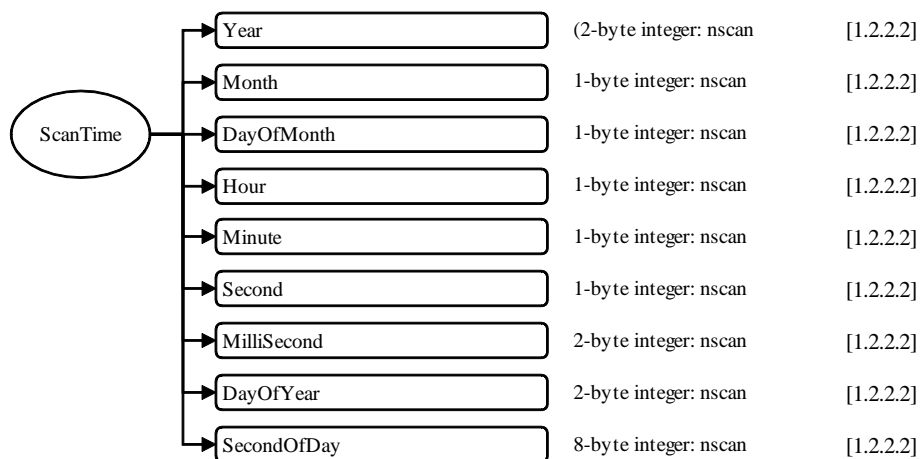 Year (2-byte integer: nscan [1.2.2.2]
Month 1-byte integer: nscan [1.2.2.2]
ScanTime
DayOfMonth 1-byte integer: nscan [1.2.2.2]
Hour 1-byte integer: nscan [1.2.2.2]
Minute 1-byte integer: nscan [1.2.2.2]
Second 1-byte integer: nscan [1.2.2.2]
MilliSecond 2-byte integer: nscan [1.2.2.2]
DayOfYear 2-byte integer: nscan [1.2.2.2]
SecondOfDay 8-byte integer: nscan [1.2.2.2]